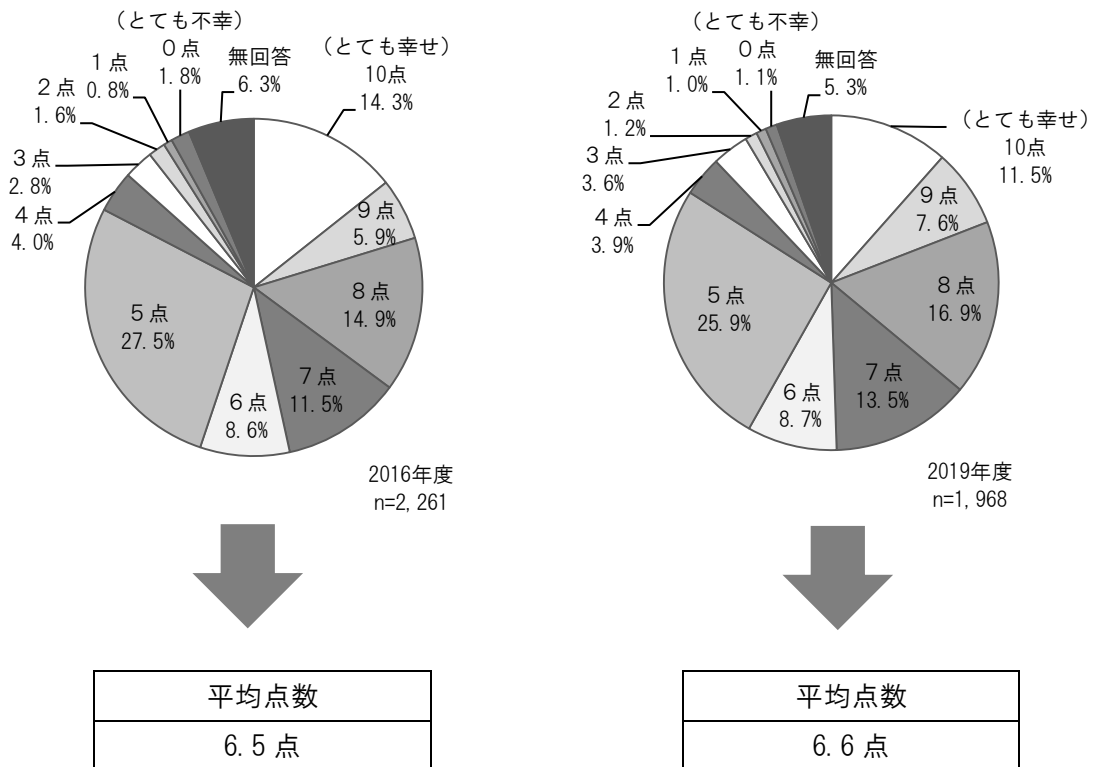 （とても不幸）
０点
1.8%
１点
0.8%
２点
1.6%
３点
2.8%
４点
4.0%
無回答
6.3%
（とても幸せ）
10点
14.3%
９点
5.9%
８点
14.9%
７点
11.5%
６点
8.6%
５点
27.5%
2016年度
n=2,261
平均点数
6.5 点
（とても不幸）
０点
1.1%
１点
1.0%
２点
1.2%
３点
3.6%
４点
3.9%
無回答
5.3%
（とても幸せ）
10点
11.5%
９点
7.6%
８点
16.9%
７点
13.5%
６点
8.7%
５点
25.9%
2019年度
n=1,968
平均点数
6.6 点